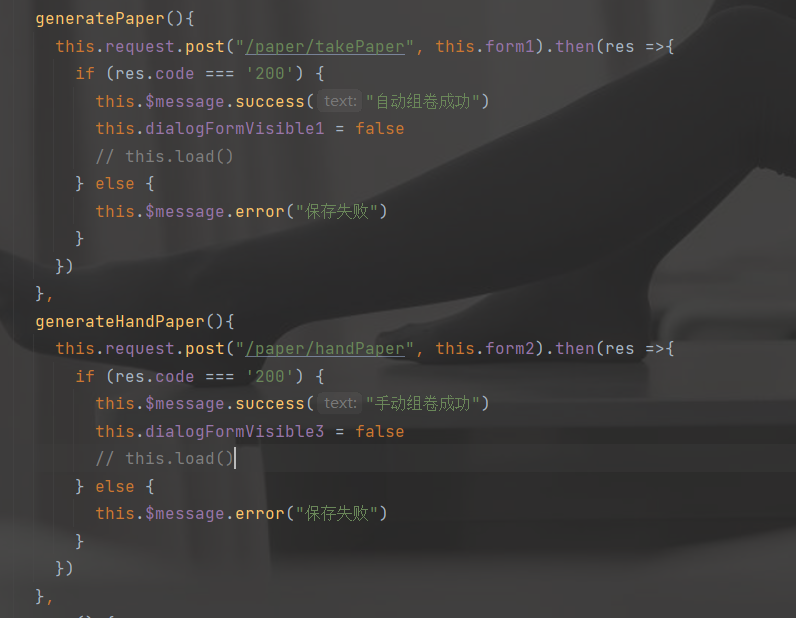 generatePaper(){
this.request.post("/paper/takePaper", this.form1).then(res =>{
if (res.code === '200') {
this.$message.success( text: "自动组卷成功")
this.dialogFormVisible1 = false
// this.load()
} else {
this.$message.error("保存失败")
}
})
},
generateHandPaper(){
this.request.post("/paper/handPaper", this.form2).then(res =>{
if (res.code === '200') {
this.$message.success( text: "手动组卷成功")
this.dialogFormVisible3 = false
// this.load()
} else {
this.$message.error("保存失败")
}
})
},